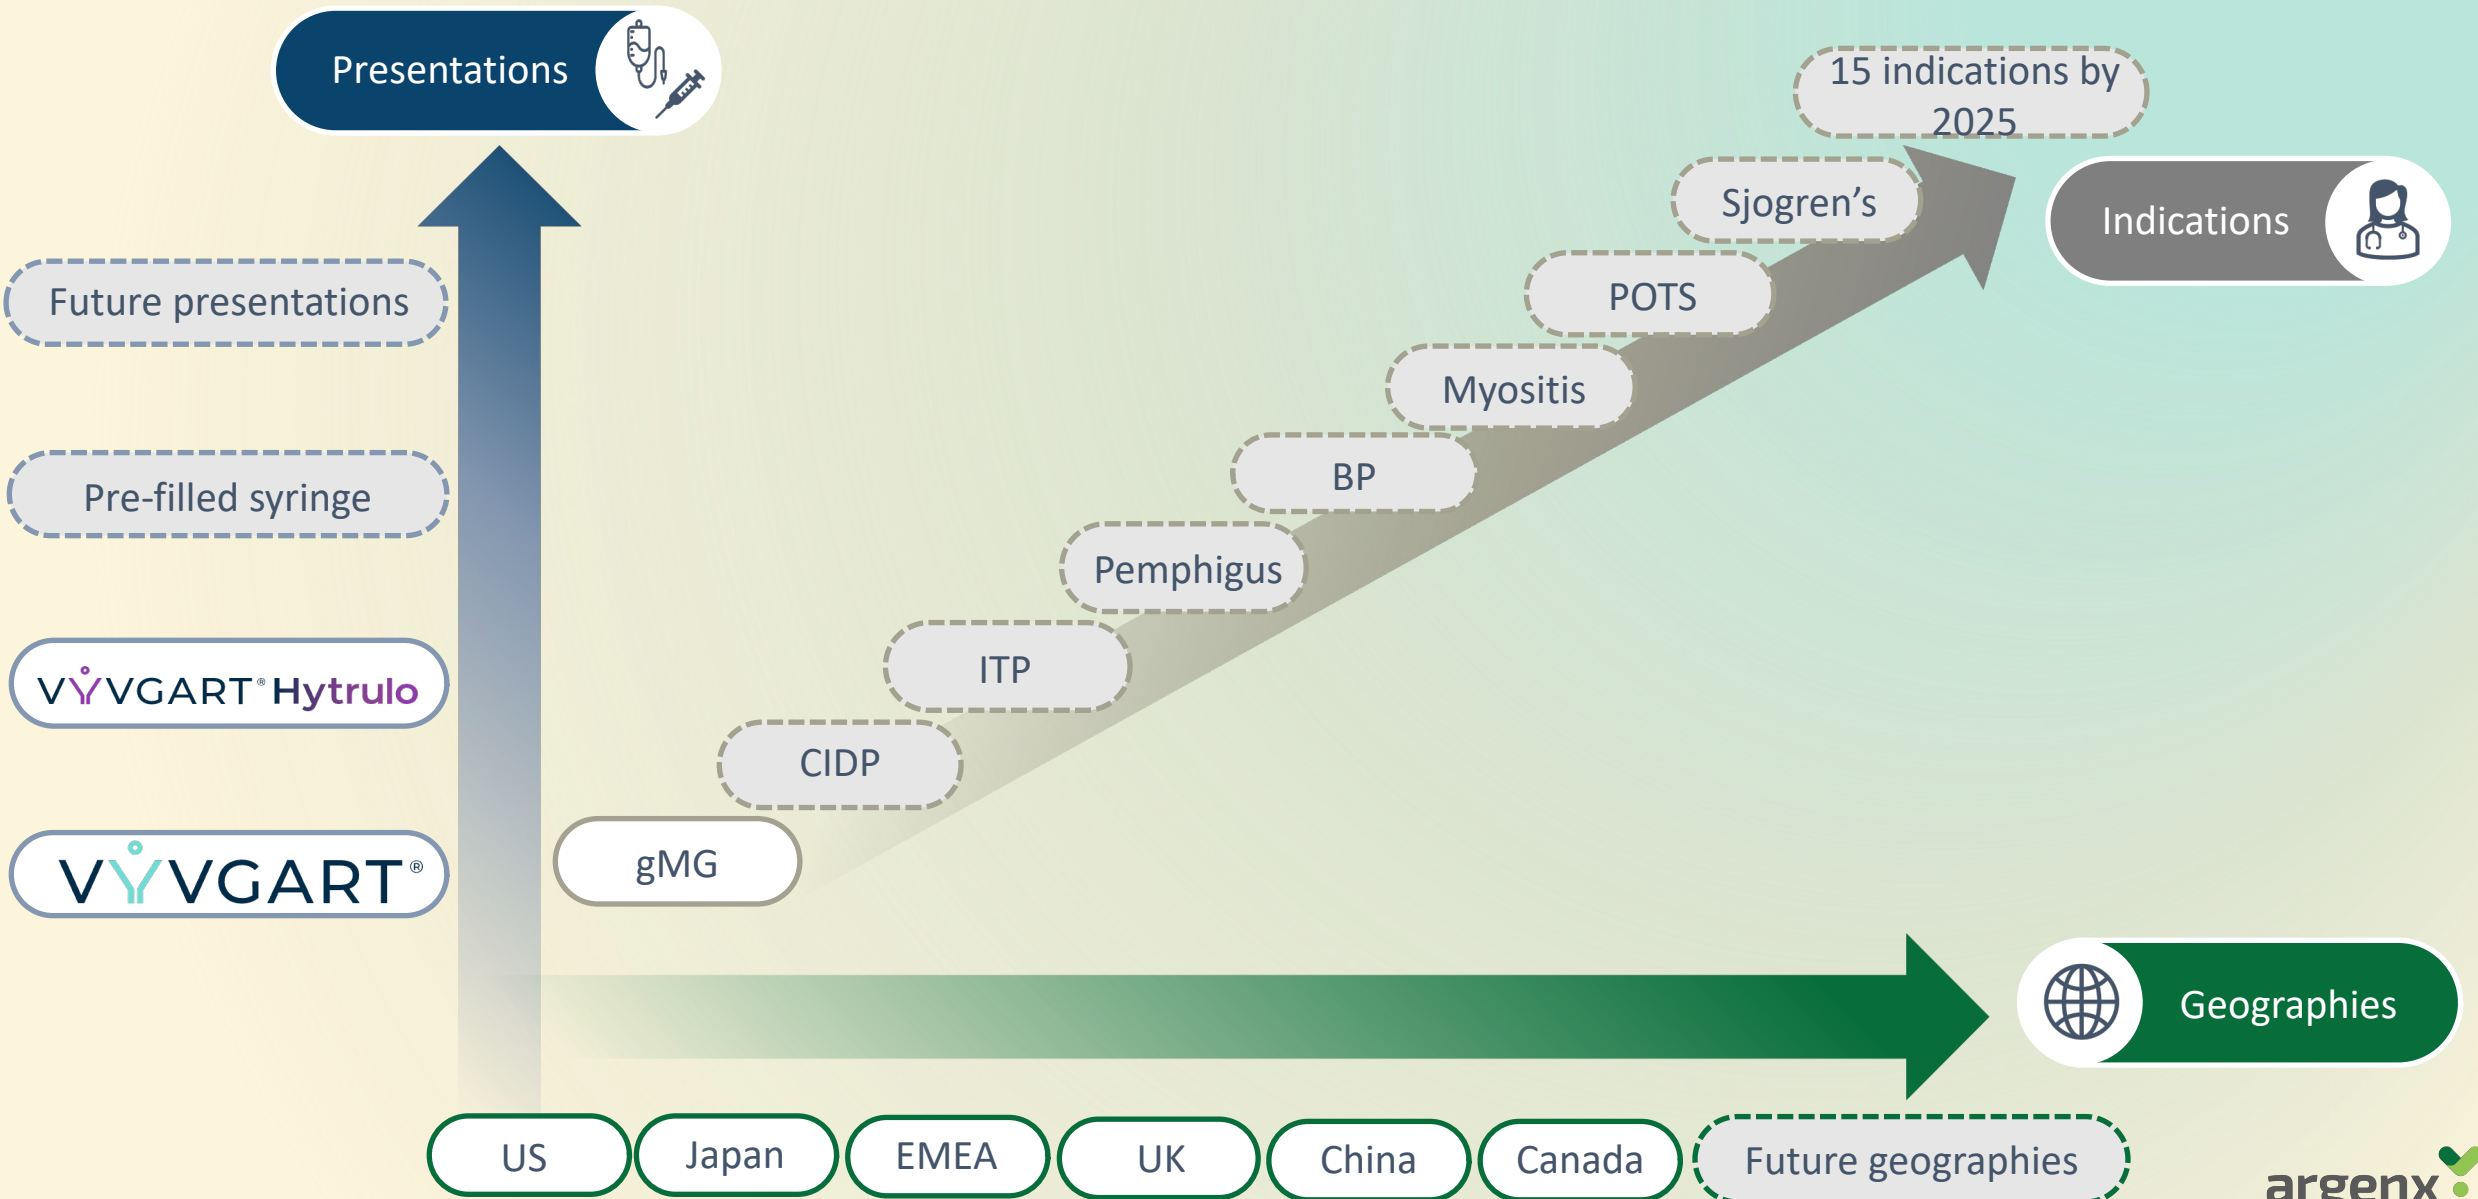 Presentations
15 indications by
2025
Sjogren's
Indications
Future presentations
POTS
Myositis
Pre-filled syringe
BP
Pemphigus
ITP
VYVGART® Hytrulo
CIDP
VYVGART®
gMG
Geographies
US
Japan
EMEA
UK
China
Canada
Future geographies
argenx